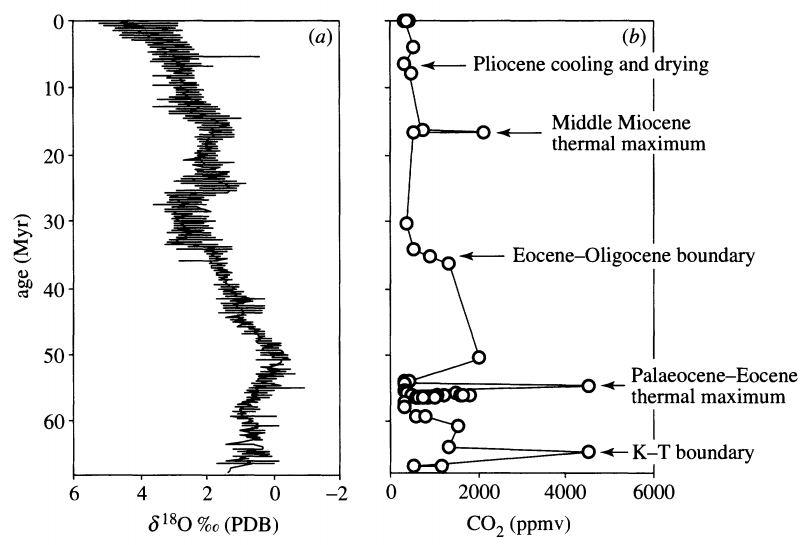 (a)
0
10
20
30
40
50
60
age (Myr)
6
4
2
0
−2
δ¹⁸O ‰ (PDB)
(b)
Pliocene cooling and drying
Middle Miocene
thermal maximum
Eocene–Oligocene boundary
Palaeocene–Eocene
thermal maximum
K–T boundary
0
2000
4000
6000
CO₂ (ppmv)